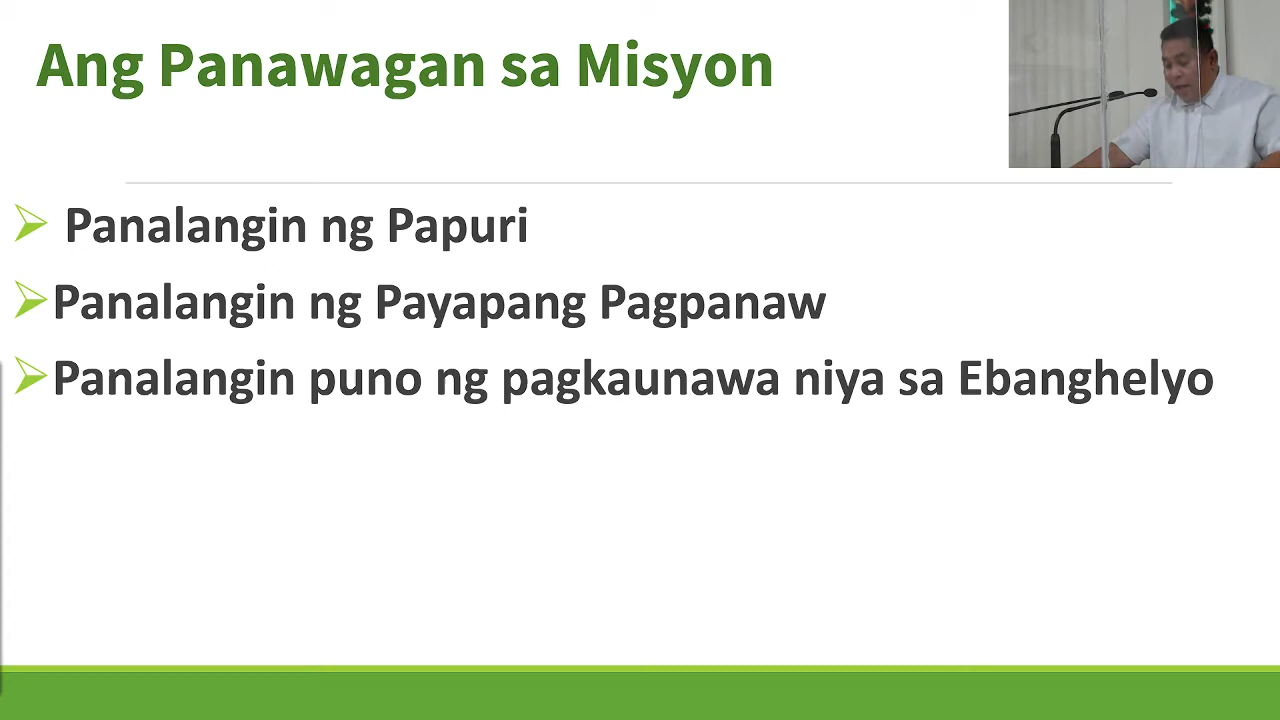 Ang Panawagan sa Misyon
Panalangin ng Papuri
Panalangin ng Payapang Pagpanaw
Panalangin puno ng pagkaunawa niya sa Ebanghelyo